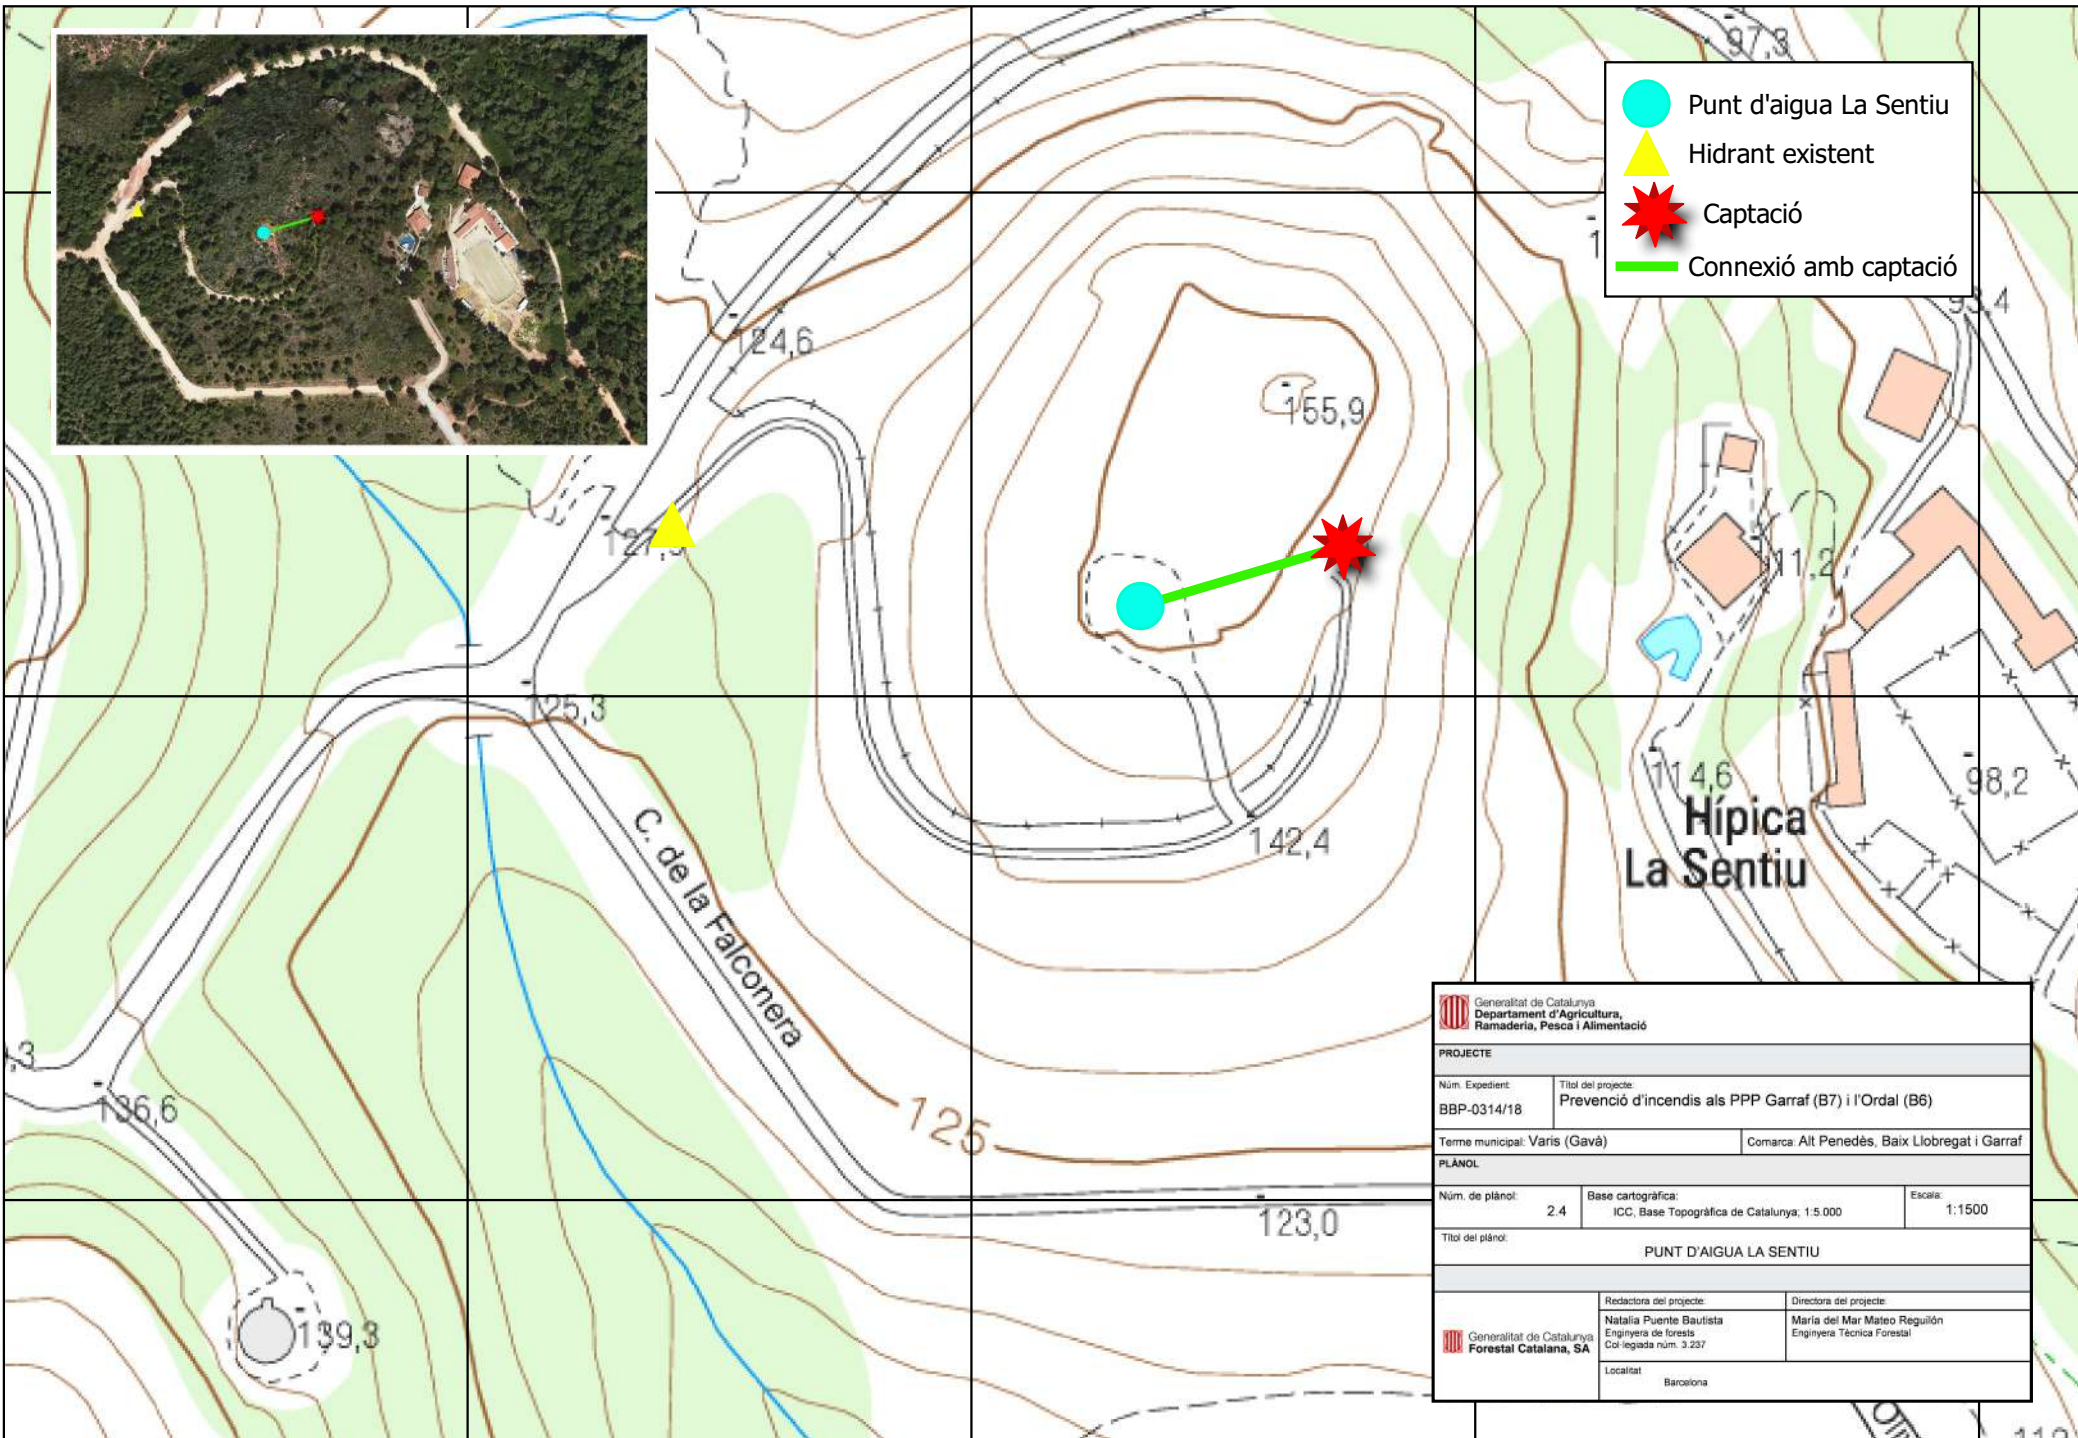 97,3
Punt d'aigua La Sentiu
Hidrant existent
Captació
Connexió amb captació
93,4
124,6
155,9
111,2
125,3
114,6
98,2
Hípica
La Sentiu
142,4
C. de la Falconera
125
136,6
123,0
139,3
Generalitat de Catalunya
Departament d'Agricultura,
Ramaderia, Pesca i Alimentació
PROJECTE
Núm. Expedient:
BBP-0314/18
Títol del projecte:
Prevenció d'incendis als PPP Garraf (B7) i l'Ordal (B6)
Terme municipal: Varis (Gavà)
Comarca: Alt Penedès, Baix Llobregat i Garraf
PLÀNOL
Núm. de plànol:
2.4
Base cartogràfica:
ICC, Base Topogràfica de Catalunya; 1:5.000
Escala:
1:1500
Títol del plànol:
PUNT D'AIGUA LA SENTIU
Generalitat de Catalunya
Forestal Catalana, SA
Redactora del projecte:
Natalia Puente Bautista
Enginyera de forests
Col·legiada núm. 3.237
Directora del projecte:
María del Mar Mateo Reguilón
Enginyera Tècnica Forestal
Localitat
Barcelona